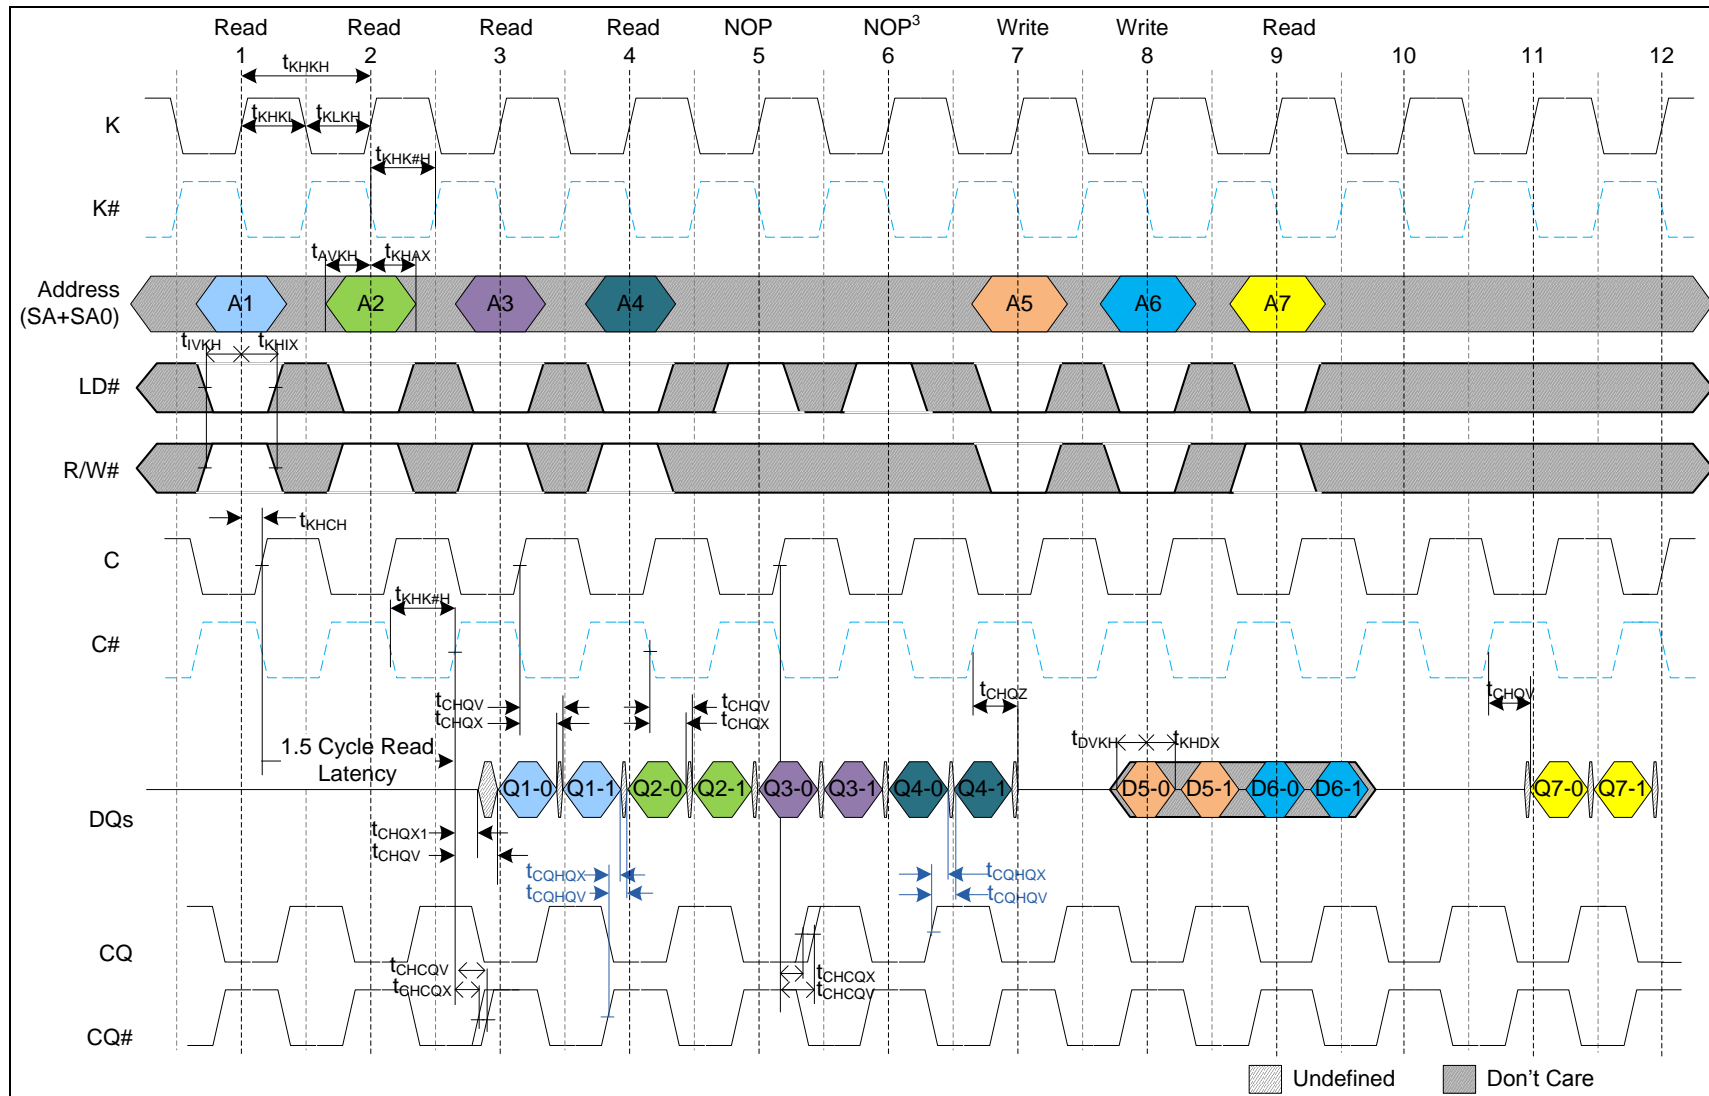 Read Read Read Read NOP NOP3 Write Write Read
1 2 3 4 5 6 7 8 9 10 11 12
tKHKH
K tKHKL tKLKH
tKHK#H
K#
tAVKH tKHAX
Address
(SA+SA0)
A1 A2 A3 A4 A5 A6 A7
tIVKH tKHIX
LD#
R/W#
tKHCH
C
tKHK#H
C#
tCHQV tCHQV tCHQZ tCHQV
tCHQX tCHQX
tDVKH tKHDX
1.5 Cycle Read
Latency
Q1-0 Q1-1 Q2-0 Q2-1 Q3-0 Q3-1 Q4-0 Q4-1 D5-0 D5-1 D6-0 D6-1 Q7-0 Q7-1
DQs
tCHQX1
tCHQV
tCQHQX tCQHQX
tCQHQV tCQHQV
CQ
tCHCQV tCHCQX
tCHCQX tCHCQV
CQ#
Undefined Don't Care